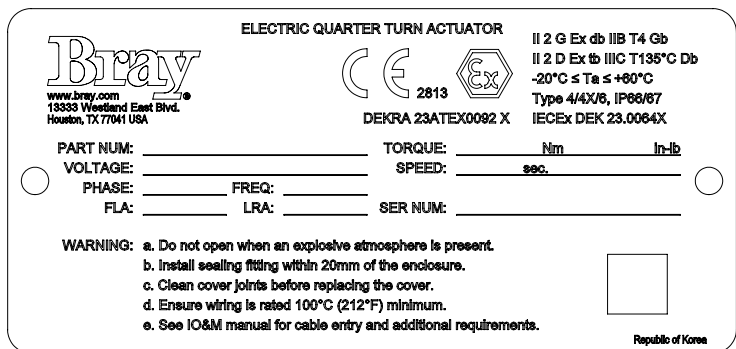 ELECTRIC QUARTER TURN ACTUATOR
Bray®
www.bray.com
13333 Westland East Blvd.
Houston, TX 77041 USA
CE 2813 Ex
DEKRA 23ATEX0092 X
II 2 G Ex db IIB T4 Gb
II 2 D Ex tb IIIC T135°C Db
-20°C ≤ Ta ≤ +60°C
Type 4/4X/6, IP66/67
IECEx DEK 23.0064X
PART NUM: TORQUE: Nm in-lb
VOLTAGE: SPEED: sec.
PHASE: FREQ:
FLA: LRA: SER NUM:
WARNING: a. Do not open when an explosive atmosphere is present.
b. Install sealing fitting within 20mm of the enclosure.
c. Clean cover joints before replacing the cover.
d. Ensure wiring is rated 100°C (212°F) minimum.
e. See IO&M manual for cable entry and additional requirements.
Republic of Korea